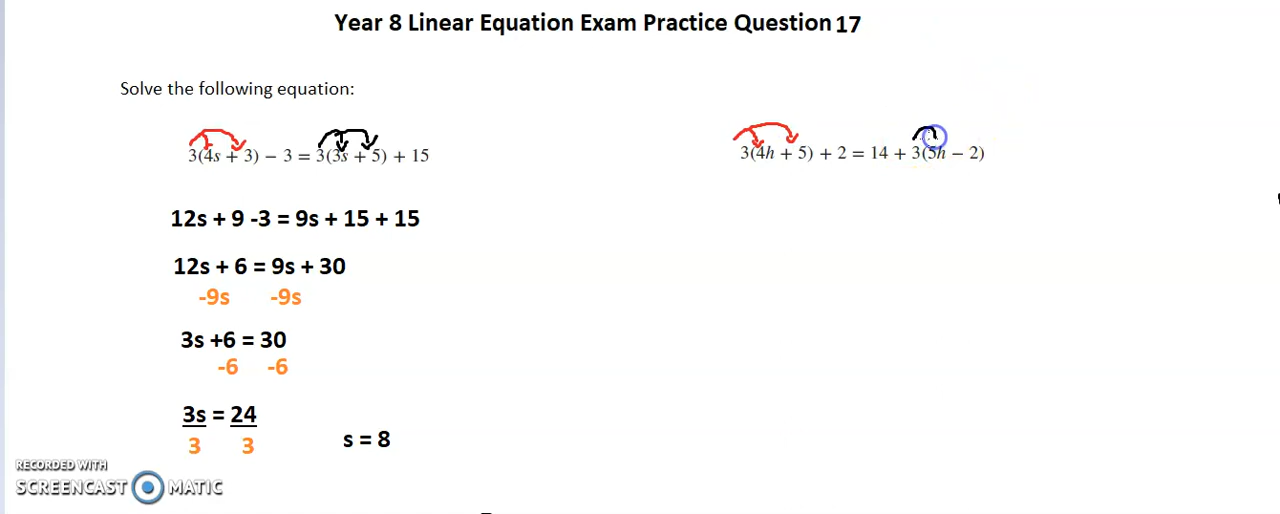 Year 8 Linear Equation Exam Practice Question 17
Solve the following equation:
3(4s + 3) – 3 = 3(3s + 5) + 15
12s + 9 -3 = 9s + 15 + 15
12s + 6 = 9s + 30
-9s -9s
3s +6 = 30
-6 -6
3s = 24
3 3
s = 8
3(4h + 5) + 2 = 14 + 3(5h – 2)
RECORDED WITH
SCREENCAST MATIC